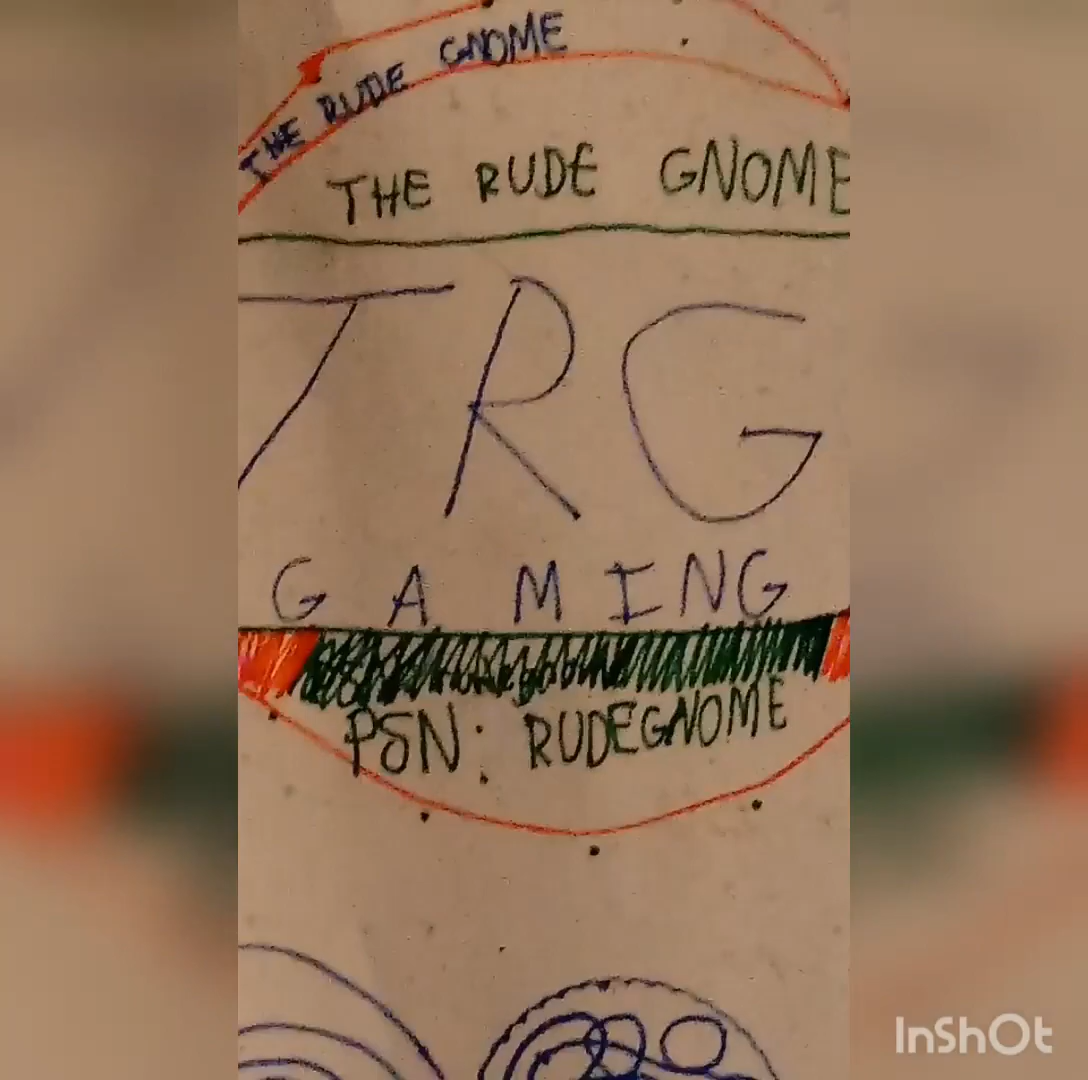 THE RUDE GNOME
THE RUDE GNOME
TRG
GAMING
PSN: RUDEGNOME
InShOt